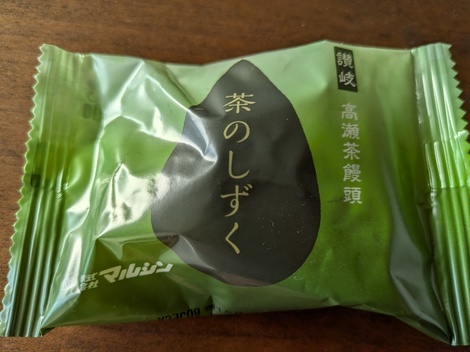 讃岐
高瀬茶饅頭
茶のしずく
株式
会社
マルシン